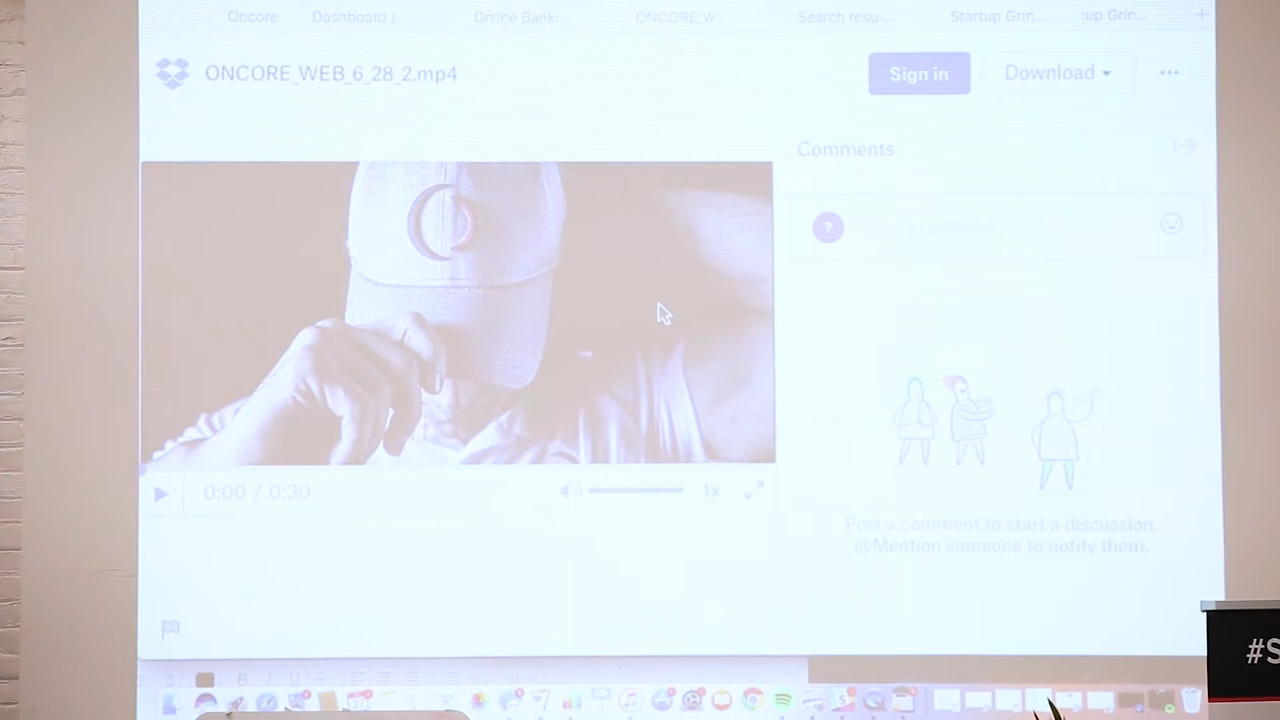 Oncore Dashboard | Online Banki... ONCORE_W... Search resul... Startup Grin... tup Grin... +
ONCORE_WEB_6_28_2.mp4 Sign in Download ...
Comments
?
0:00 / 0:30 1x
Post a comment to start a discussion.
@Mention someone to notify them.
B I U S
#S